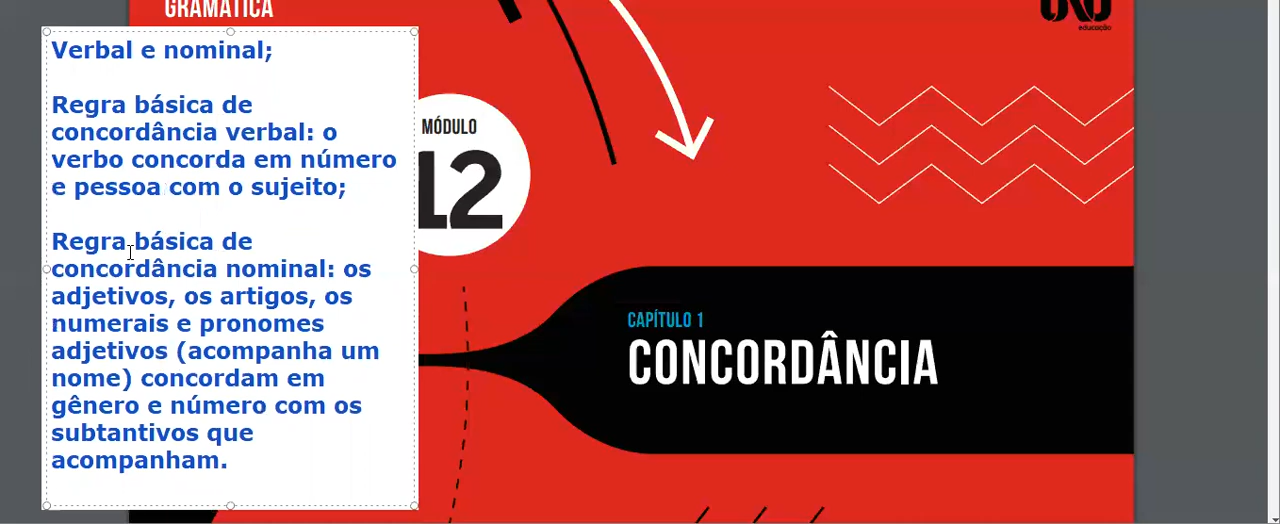 GRAMÁTICA
educação
Verbal e nominal;
Regra básica de
concordância verbal: o
verbo concorda em número
e pessoa com o sujeito;
Regra básica de
concordância nominal: os
adjetivos, os artigos, os
numerais e pronomes
adjetivos (acompanha um
nome) concordam em
gênero e número com os
subtantivos que
acompanham.
MÓDULO
12
CAPÍTULO 1
CONCORDÂNCIA